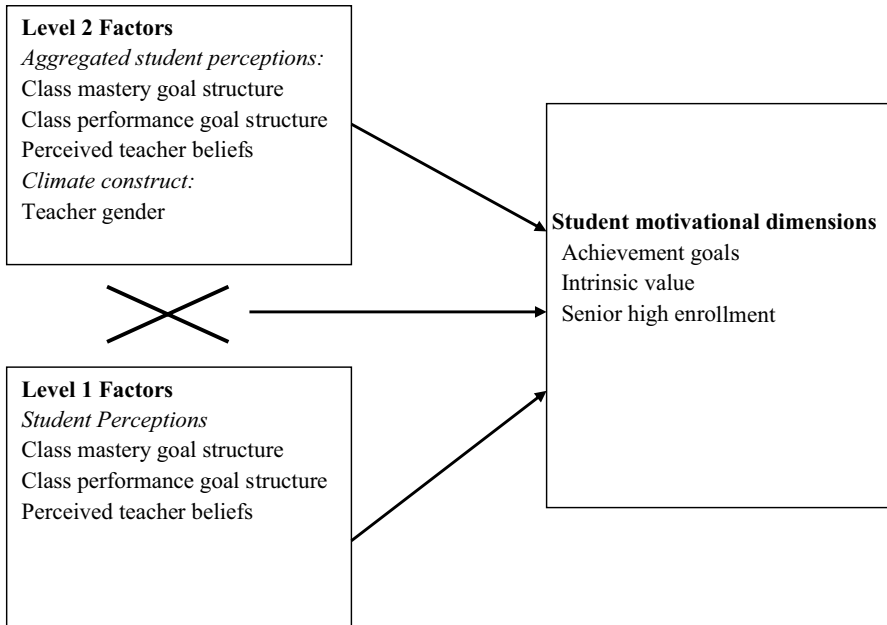 Level 2 Factors
Aggregated student perceptions:
Class mastery goal structure
Class performance goal structure
Perceived teacher beliefs
Climate construct:
Teacher gender
Student motivational dimensions
Achievement goals
Intrinsic value
Senior high enrollment
Level 1 Factors
Student Perceptions
Class mastery goal structure
Class performance goal structure
Perceived teacher beliefs